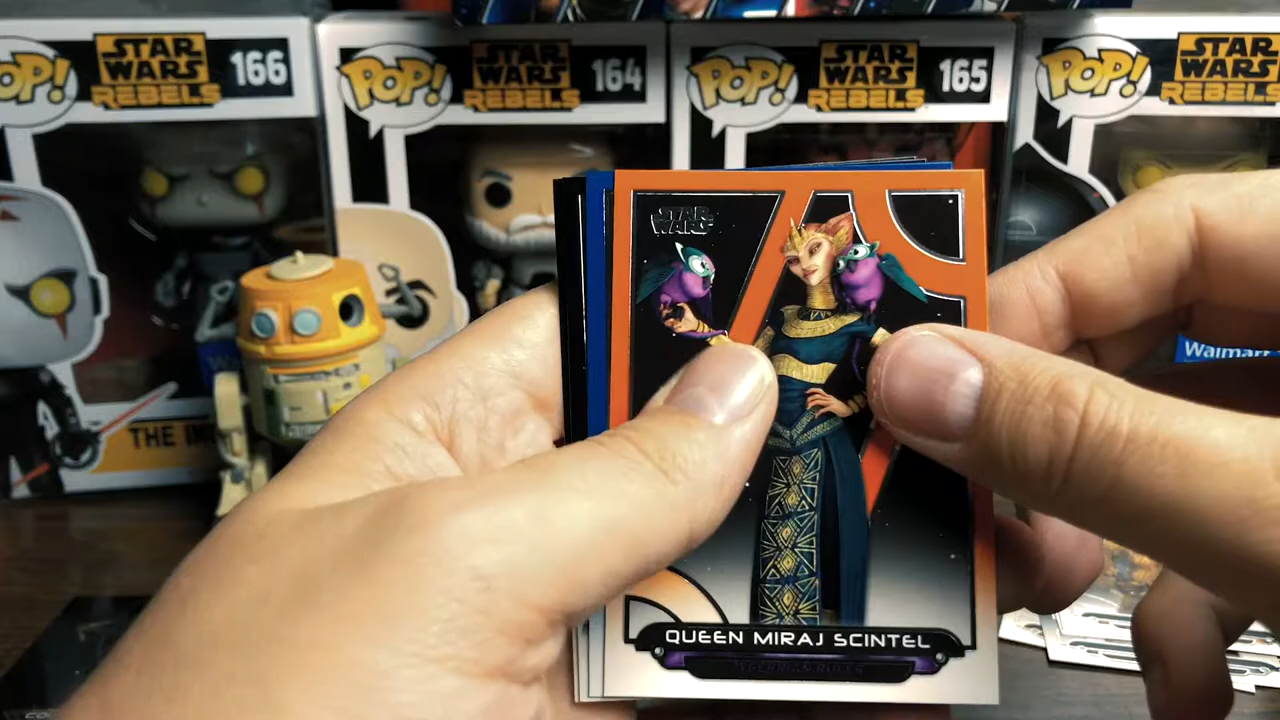 POP!
STAR
WARS
REBELS
166
POP!
STAR
WARS
REBELS
164
POP!
STAR
WARS
REBELS
165
POP!
STAR
WARS
REBELS
STAR
WARS
Walmart
THE IN
QUEEN MIRAJ SCINTEL